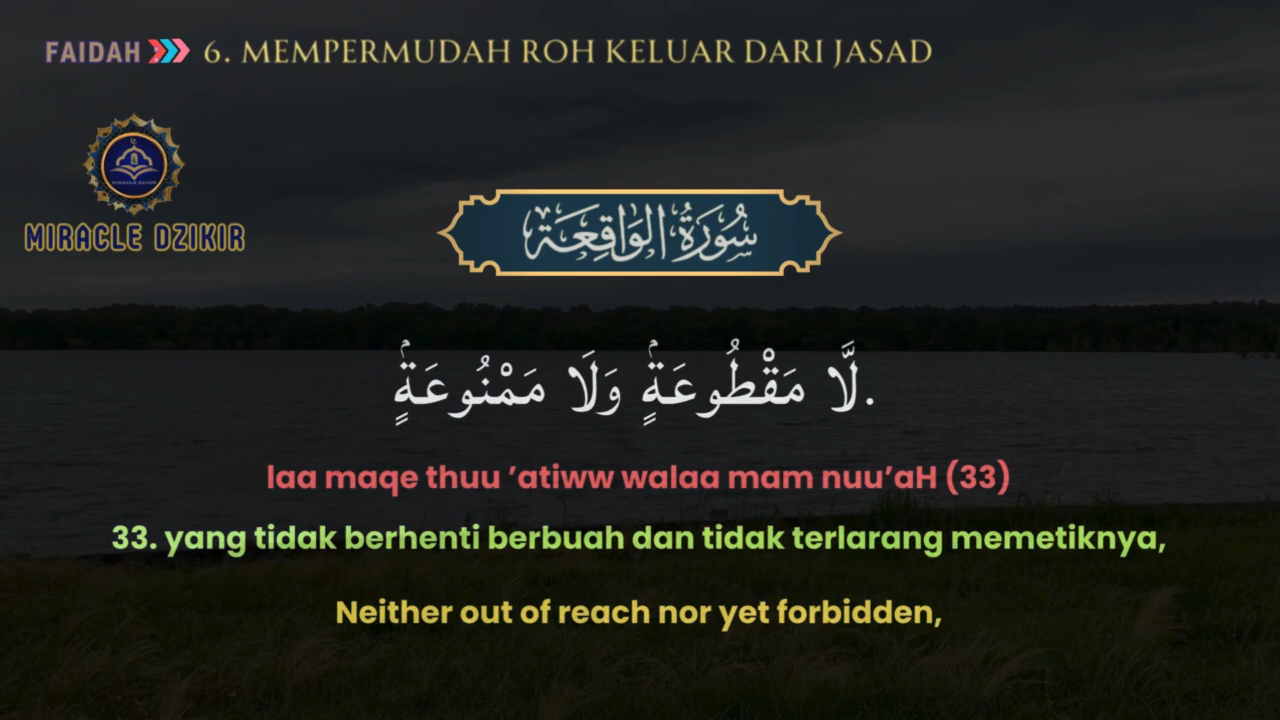 FAIDAH 6. MEMPERMUDAH ROH KELUAR DARI JASAD
MIRACLE DZIKIR
MIRACLE DZIKIR
سُورَةُ الوَاقِعَة
لَّا مَقْطُوعَةٍۢ وَلَا مَمْنُوعَةٍۢ.
laa maqe thuu ’atiww walaa mam nuu’aH (33)
33. yang tidak berhenti berbuah dan tidak terlarang memetiknya,
Neither out of reach nor yet forbidden,